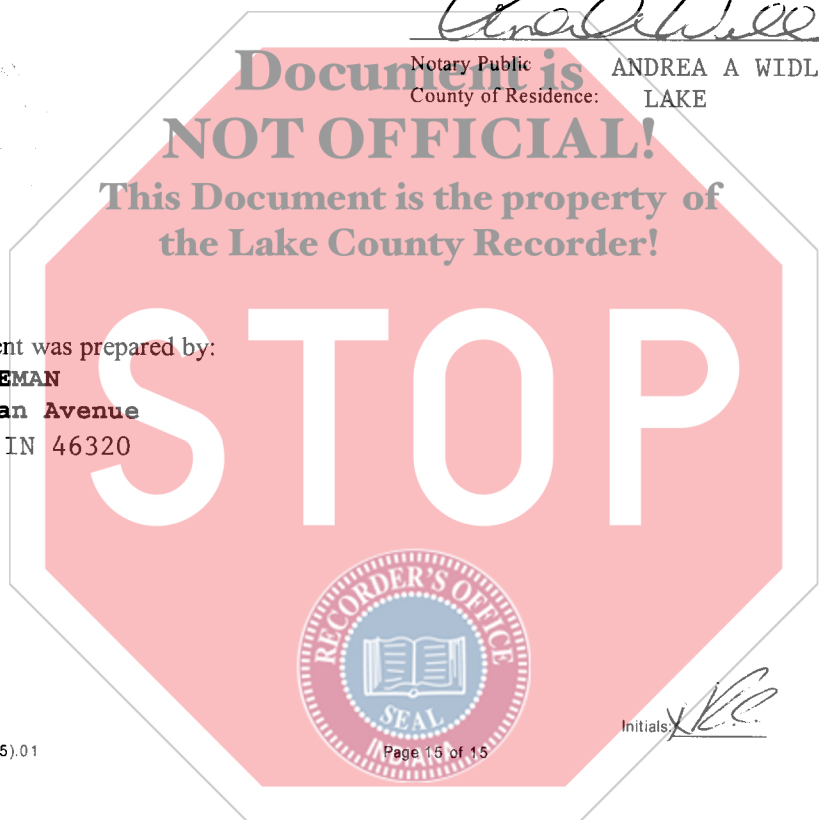 Notary Public ANDREA A WIDL
County of Residence: LAKE
Document is
NOT OFFICIAL!
This Document is the property of
the Lake County Recorder!
ent was prepared by:
EMAN
an Avenue
IN 46320
STOP
RECORDER'S OFFICE
SEAL
INDIANA
Initials:
5).01
Page 15 of 15